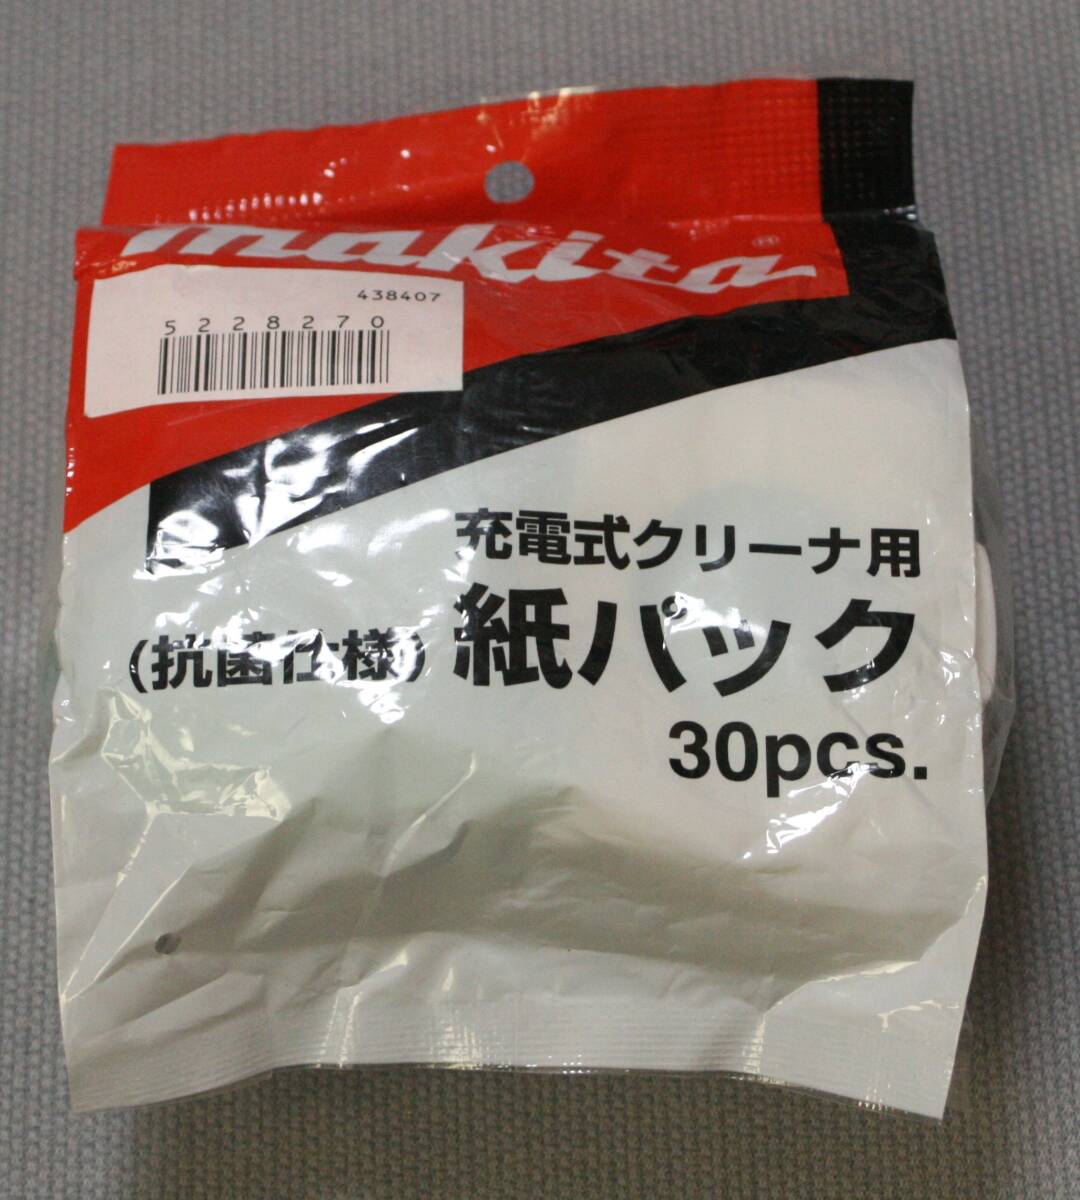 makita®
438407
5228270
充電式クリーナ用
(抗菌仕様) 紙パック
30pcs.